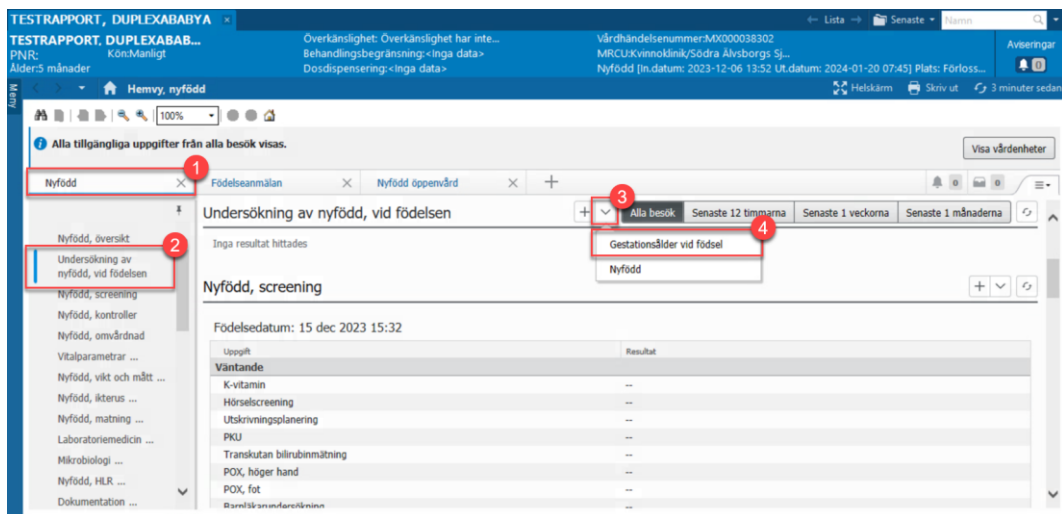 TESTRAPPORT, DUPLEXABABYA ×
← Lista → Senaste Namn
TESTRAPPORT, DUPLEXABAB...
PNR: Kön:Manligt
Ålder:5 månader
Överkänslighet: Överkänslighet har inte...
Behandlingsbegränsning:<Inga data>
Dosdispensering:<Inga data>
Vårdhändelsenummer:MX000038302
MRCU:Kvinnoklinik/Södra Älvsborgs Sj...
Nyfödd [In.datum: 2023-12-06 13:52 Ut.datum: 2024-01-20 07:45] Plats: Förloss...
Aviseringar
0
Meny
Hemvy, nyfödd
Helskärm Skriv ut 3 minuter sedan
100%
Alla tillgängliga uppgifter från alla besök visas.
Visa vårdenheter
1
Nyfödd × Födelseanmälan × Nyfödd öppenvård × +
0 0
Nyfödd, översikt
2
Undersökning av
nyfödd, vid födelsen
Nyfödd, screening
Nyfödd, kontroller
Nyfödd, omvårdnad
Vitalparametrar ...
Nyfödd, vikt och mått ...
Nyfödd, ikterus ...
Nyfödd, matning ...
Laboratoriemedicin ...
Mikrobiologi ...
Nyfödd, HLR ...
Dokumentation ...
3
Undersökning av nyfödd, vid födelsen
+ Alla besök Senaste 12 timmarna Senaste 1 veckorna Senaste 1 månaderna
Inga resultat hittades
4
Gestationsålder vid födsel
Nyfödd
Nyfödd, screening +
Födelsedatum: 15 dec 2023 15:32
Uppgift Resultat
Väntande
K-vitamin --
Hörselscreening --
Utskrivningsplanering --
PKU --
Transkutan bilirubinmätning --
POX, höger hand --
POX, fot --
Barnläkarundersökning --